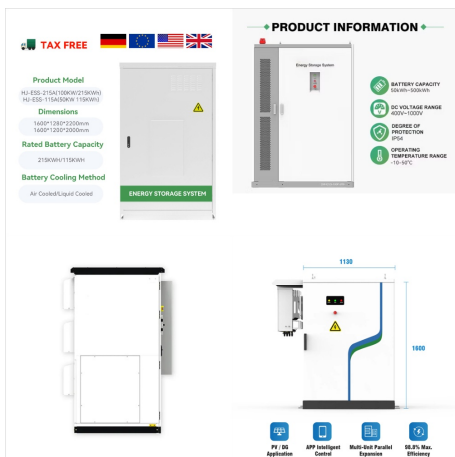 TAX FREE
Product Model
HJ-ESS-215A(100KW/215KWH)
HJ-ESS-115A(50KW 115KWH)
Dimensions
1600*1280*2200mm
1600*1200*2000mm
Rated Battery Capacity
215KWH/115KWH
Battery Cooling Method
Air Cooled/Liquid Cooled
ENERGY STORAGE SYSTEM
PRODUCT INFORMATION
Energy Storage System
BATTERY CAPACITY
50kWh~500kWh
DC VOLTAGE RANGE
400V~1000V
DEGREE OF
PROTECTION
IP54
OPERATING
TEMPERATURE RANGE
-10~50°C
1130
1600
PV / DG
Application
APP Intelligent
Control
Multi-Unit Parallel
Expansion
98.8% Max.
Efficiency